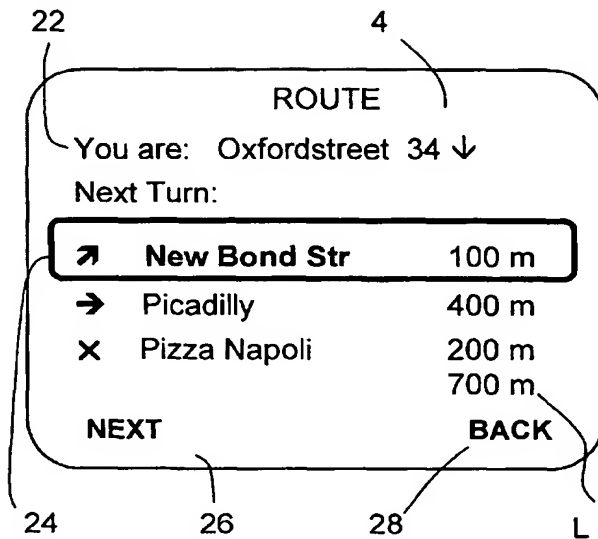 22 4
ROUTE
You are: Oxfordstreet 34 ↓
Next Turn:
↗ New Bond Str 100 m
→ Picadilly 400 m
× Pizza Napoli 200 m
700 m
NEXT BACK
24 26 28 L